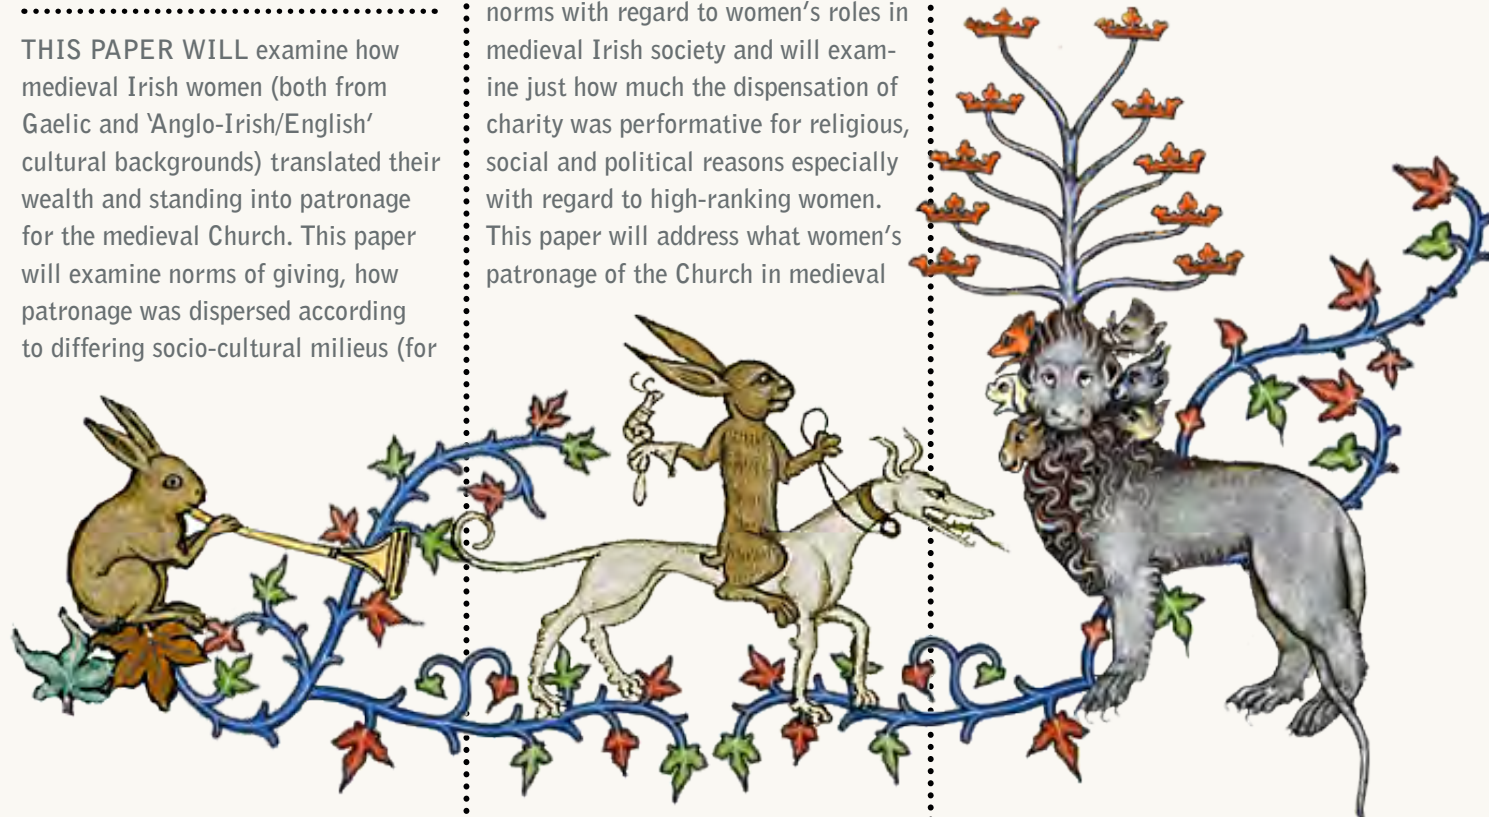 THIS PAPER WILL examine how
medieval Irish women (both from
Gaelic and ‘Anglo-Irish/English’
cultural backgrounds) translated their
wealth and standing into patronage
for the medieval Church. This paper
will examine norms of giving, how
patronage was dispersed according
to differing socio-cultural milieus (for
norms with regard to women’s roles in
medieval Irish society and will exam-
ine just how much the dispensation of
charity was performative for religious,
social and political reasons especially
with regard to high-ranking women.
This paper will address what women’s
patronage of the Church in medieval